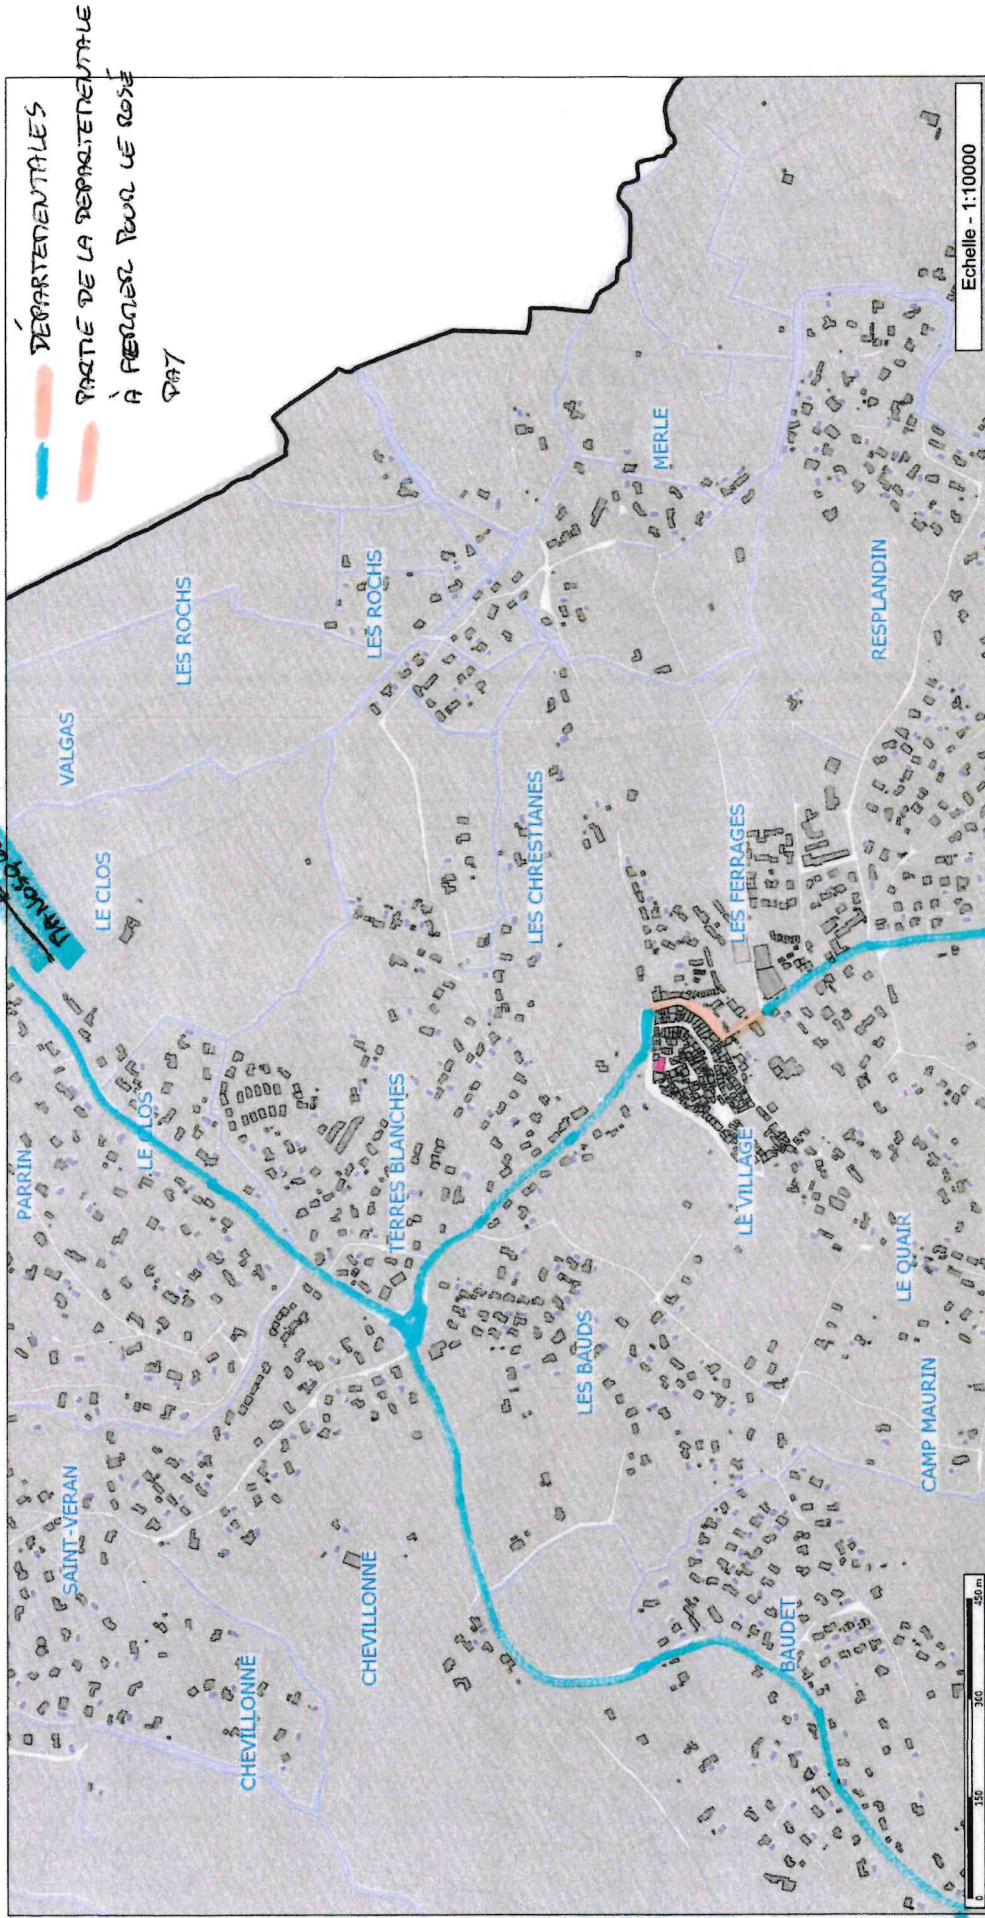 DÉPARTEMENTALES
PARTIE DE LA DEPARTEMENTALE
À FERMER POUR LE ROSÉ
DAY
MANOSQUE
VALGAS
LES ROCHS
LES ROCHS
LE CLOS
PARRIN
LE CLOS
SAINT-VERAN
CHEVILLONNE
CHEVILLONNE
TERRES BLANCHES
LES CHRESTIANES
MERLE
LES BAUDS
LE VILLAGE
LES FERRAGES
RESPLANDIN
LE QUAIR
CAMP MAURIN
BAUDET
0 150 300 450 m
Echelle - 1:10000